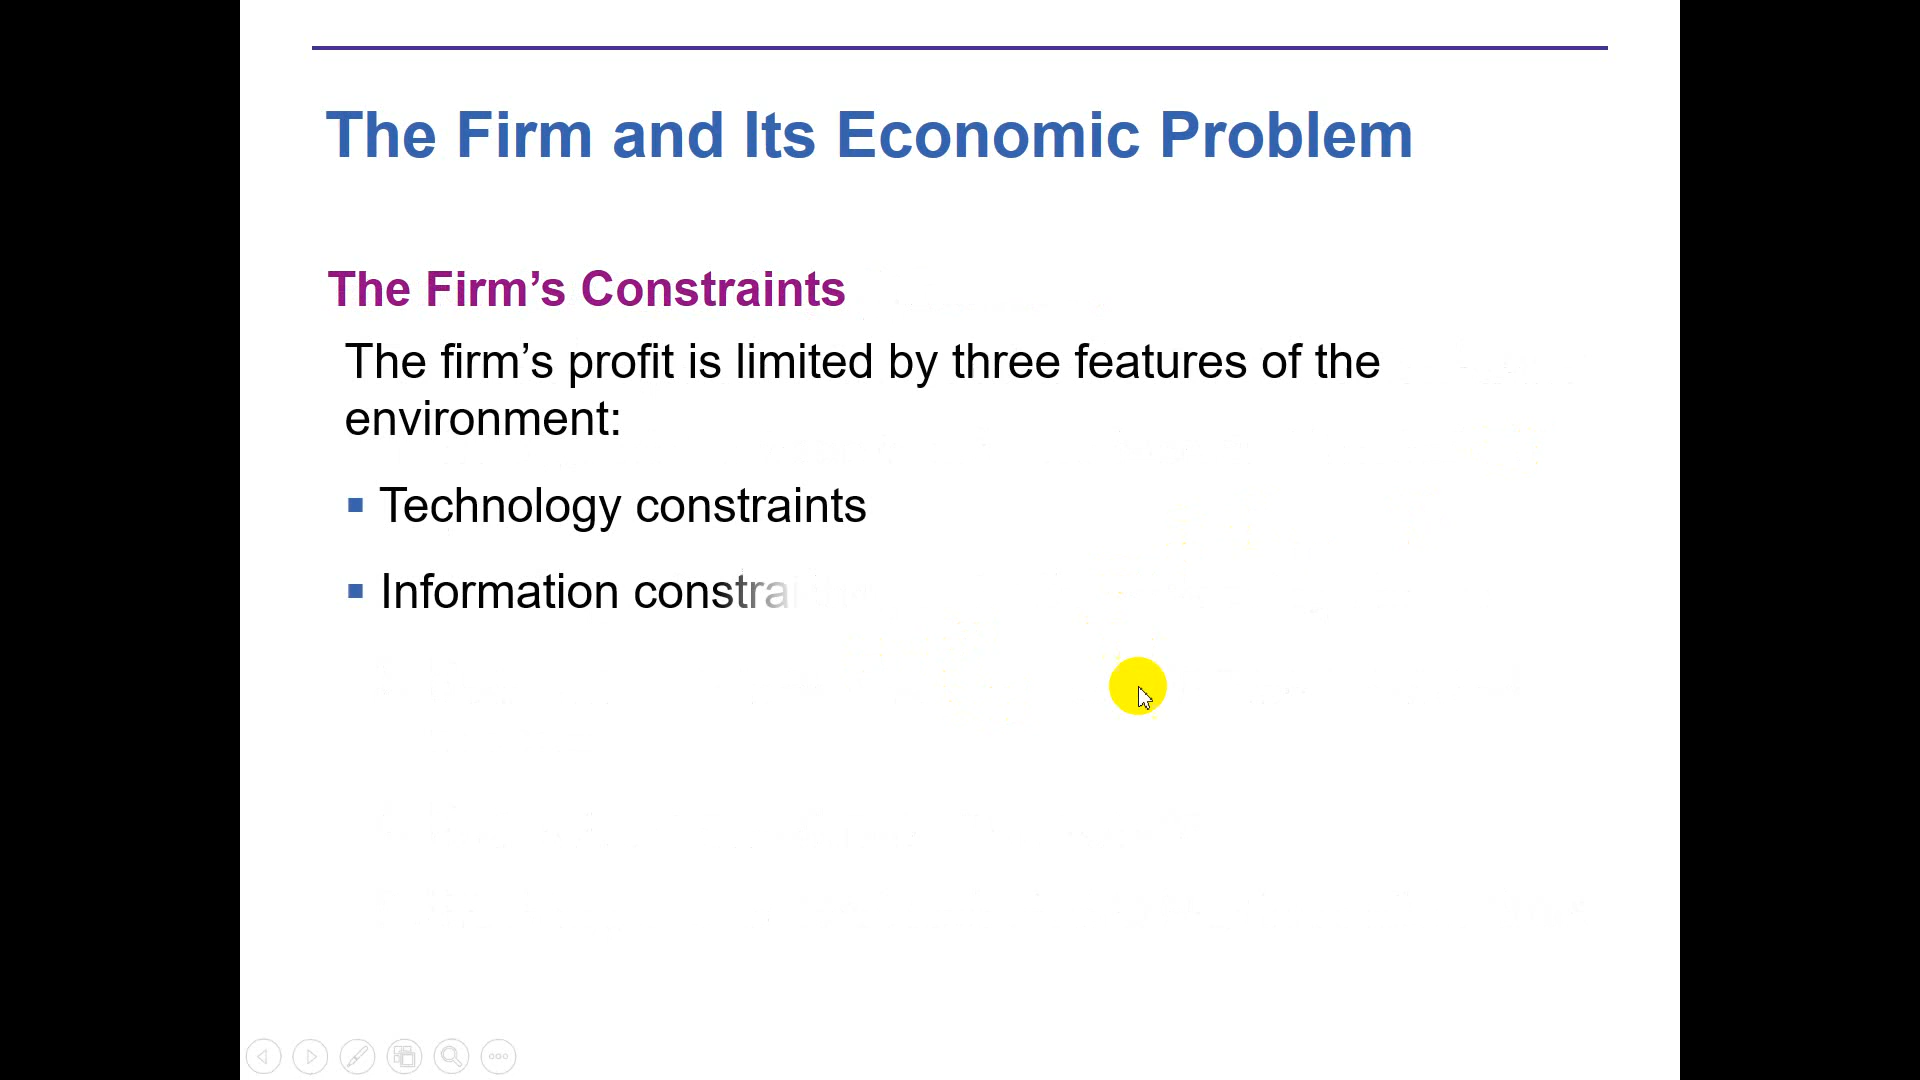 The Firm and Its Economic Problem
The Firm’s Constraints
The firm’s profit is limited by three features of the
environment:
Technology constraints
Information constrai